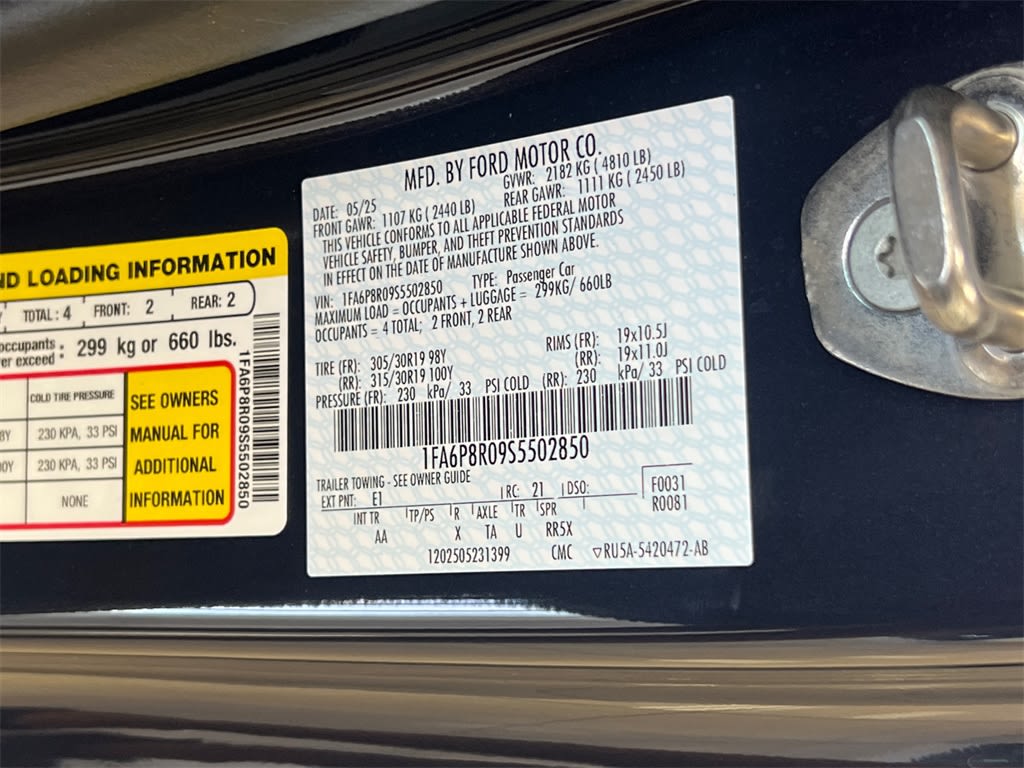 ND LOADING INFORMATION
TOTAL: 4 FRONT: 2 REAR: 2
occupants
er exceed : 299 kg or 660 lbs.
COLD TIRE PRESSURE
8Y 230 KPA, 33 PSI
00Y 230 KPA, 33 PSI
NONE
SEE OWNERS
MANUAL FOR
ADDITIONAL
INFORMATION
1FA6P8R09S5502850
MFD. BY FORD MOTOR CO.
DATE: 05/25 GVWR: 2182 KG ( 4810 LB)
FRONT GAWR: 1107 KG ( 2440 LB) REAR GAWR: 1111 KG ( 2450 LB)
THIS VEHICLE CONFORMS TO ALL APPLICABLE FEDERAL MOTOR
VEHICLE SAFETY, BUMPER, AND THEFT PREVENTION STANDARDS
IN EFFECT ON THE DATE OF MANUFACTURE SHOWN ABOVE.
VIN: 1FA6P8R09S5502850 TYPE: Passenger Car
MAXIMUM LOAD = OCCUPANTS + LUGGAGE = 299KG/ 660LB
OCCUPANTS = 4 TOTAL; 2 FRONT, 2 REAR
TIRE (FR): 305/30R19 98Y RIMS (FR): 19x10.5J
(RR): 315/30R19 100Y (RR): 19x11.0J
PRESSURE (FR): 230 kPa/ 33 PSI COLD (RR): 230 kPa/ 33 PSI COLD
1FA6P8R09S5502850
TRAILER TOWING - SEE OWNER GUIDE
EXT PNT: E1 RC: 21 DSO: F0031
INT TR TP/PS R AXLE TR SPR R0081
AA X TA U RR5X
1202505231399 CMC ▽RU5A-5420472-AB